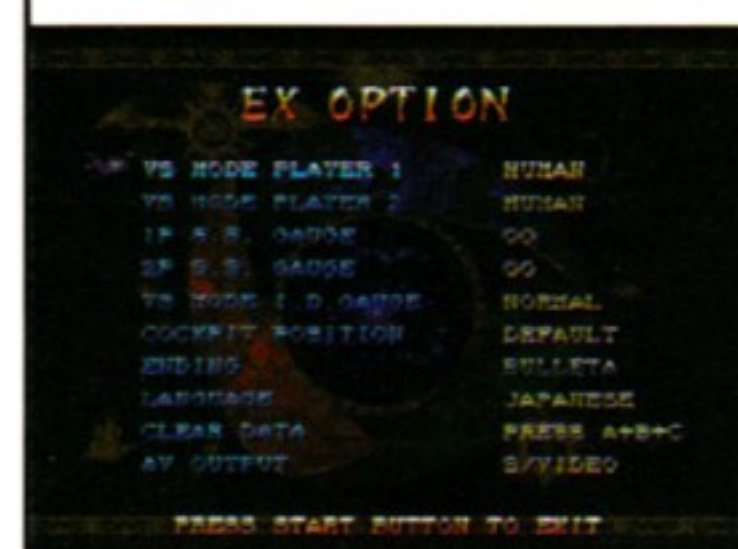 EX OPTION
VS MODE PLAYER 1 HUMAN
VS MODE PLAYER 2 HUMAN
1P S.S. GAUGE ∞
2P S.S. GAUGE ∞
VS MODE I.D.GAUGE NORMAL
COCKPIT POSITION DEFAULT
ENDING BULLETA
LANGUAGE JAPANESE
CLEAR DATA PRESS A+B+C
AV OUTPUT S/VIDEO
PRESS START BUTTON TO EXIT